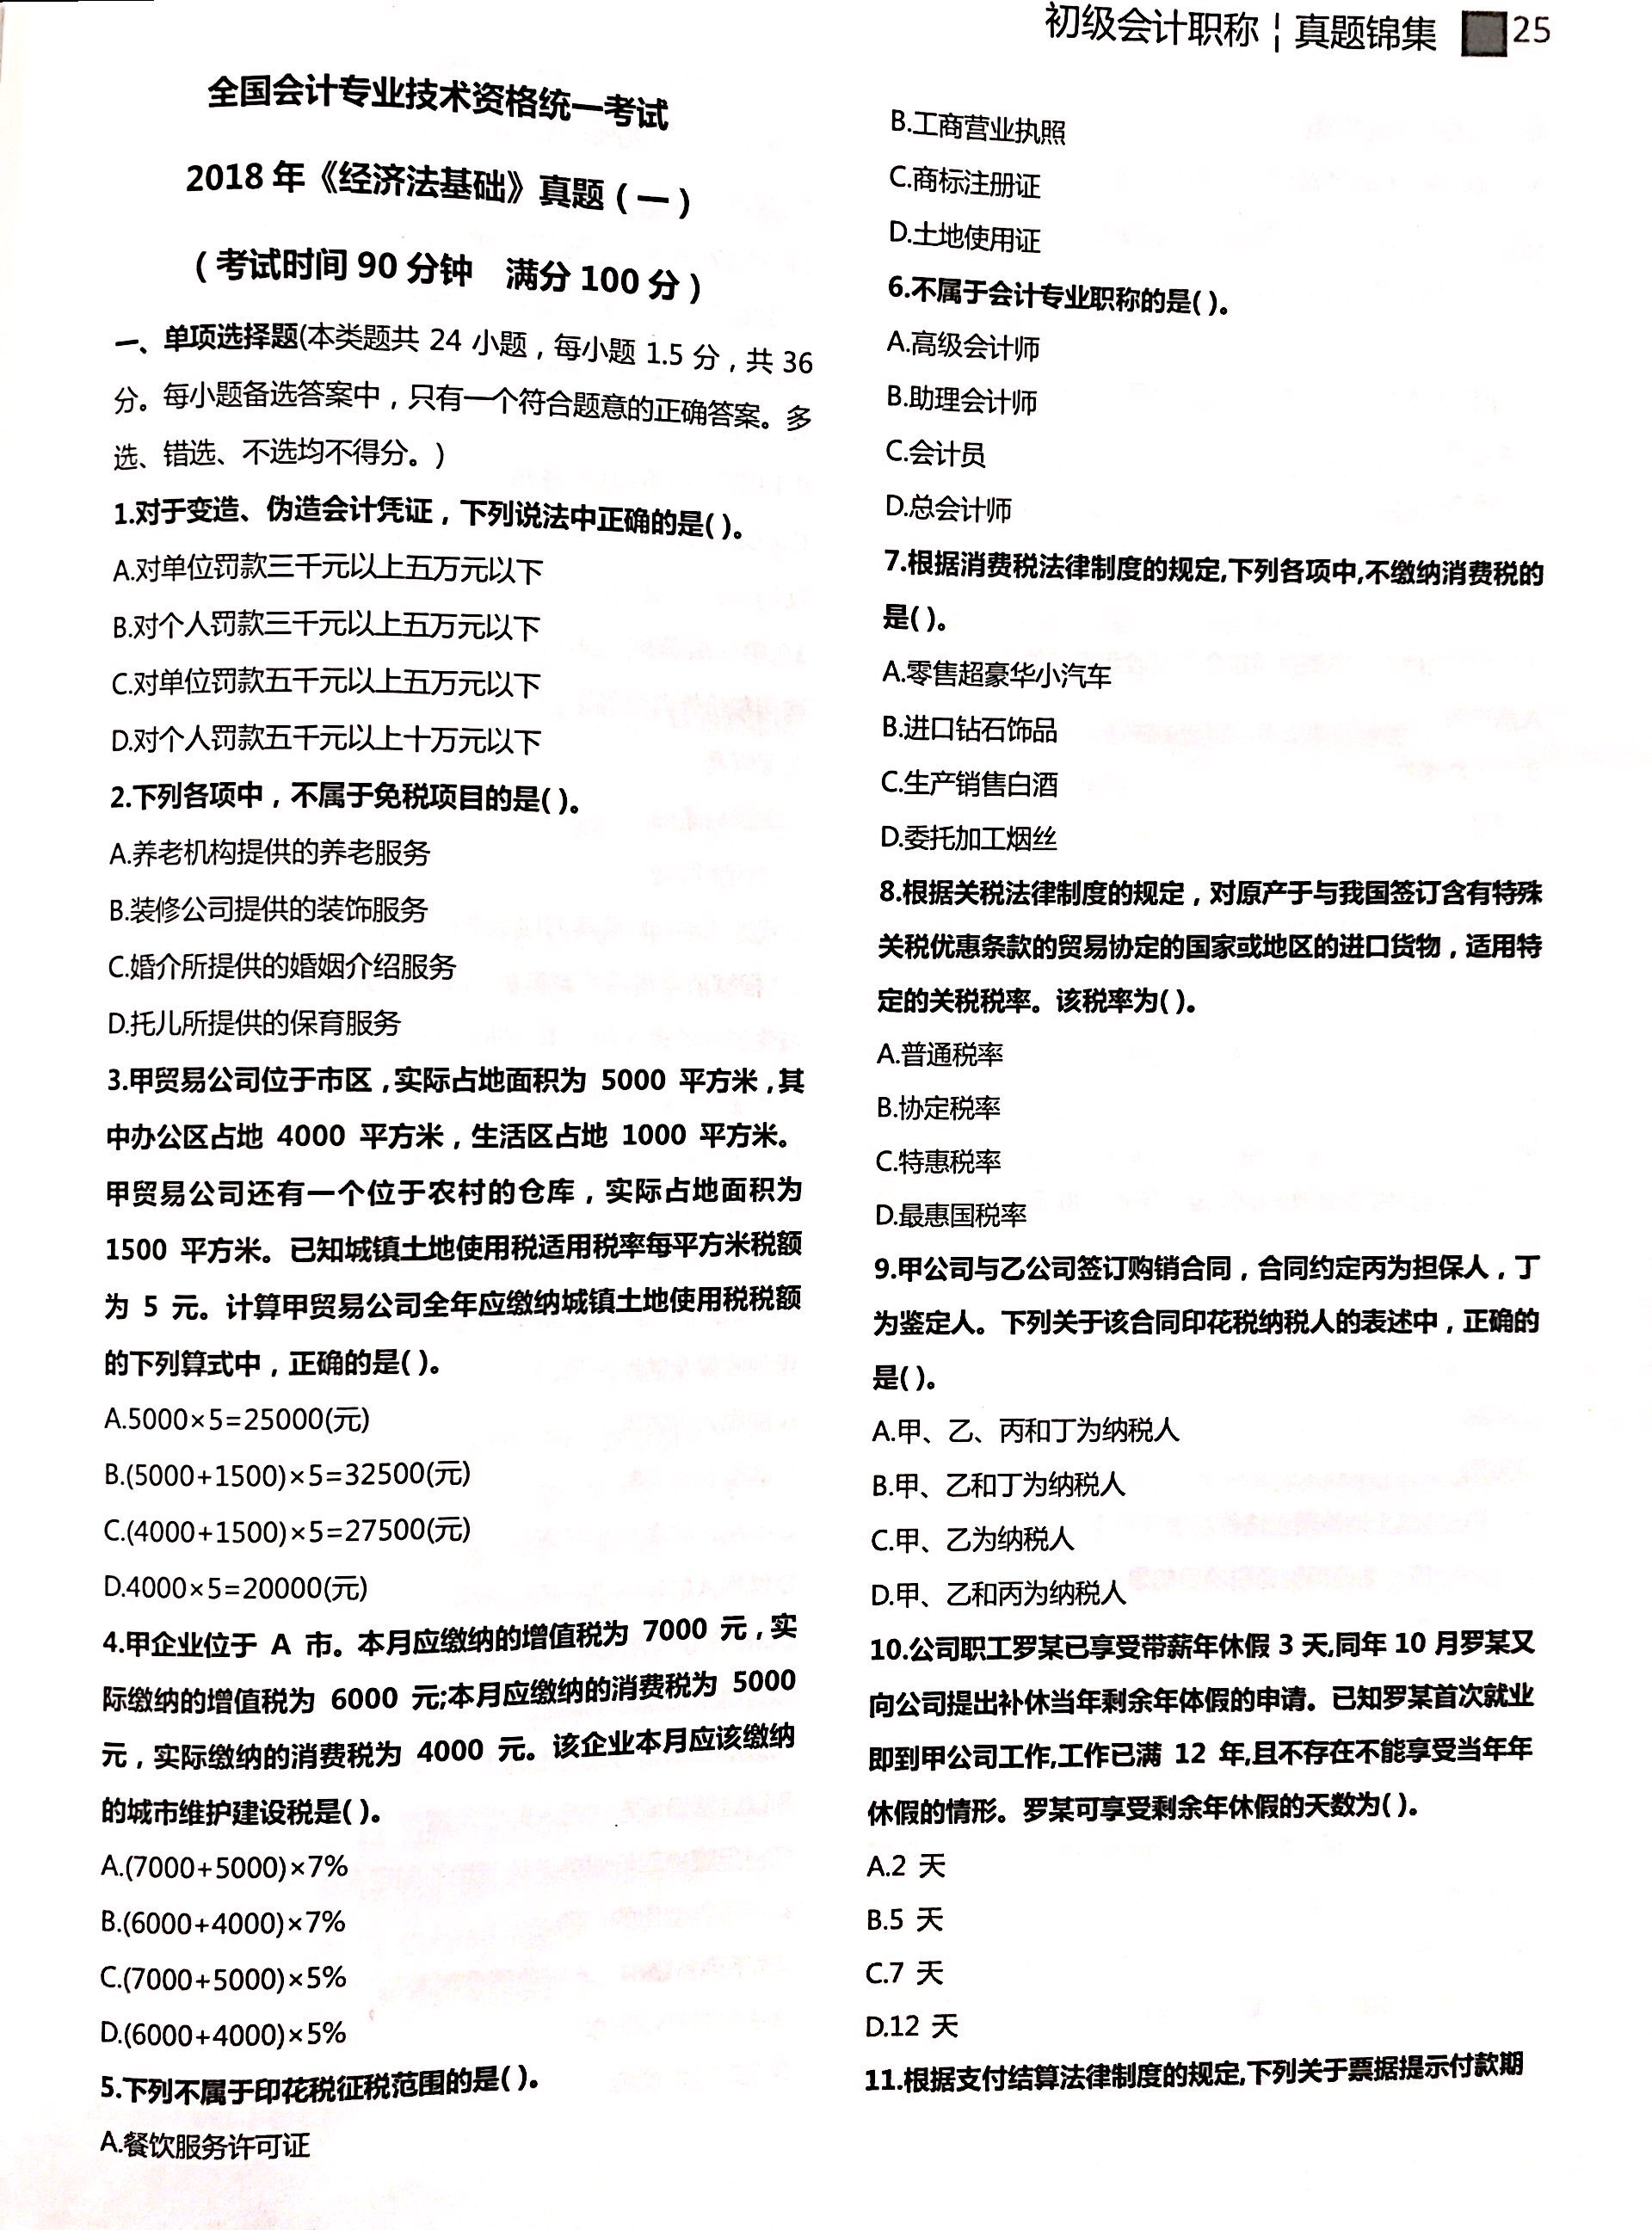 初级会计职称 ¦ 真题锦集 25
全国会计专业技术资格统一考试
2018 年《经济法基础》真题（一）
（考试时间 90 分钟 满分 100 分）
一、单项选择题(本类题共 24 小题，每小题 1.5 分，共 36
分。每小题备选答案中，只有一个符合题意的正确答案。多
选、错选、不选均不得分。)
1.对于变造、伪造会计凭证，下列说法中正确的是( )。
A.对单位罚款三千元以上五万元以下
B.对个人罚款三千元以上五万元以下
C.对单位罚款五千元以上五万元以下
D.对个人罚款五千元以上十万元以下
2.下列各项中，不属于免税项目的是( )。
A.养老机构提供的养老服务
B.装修公司提供的装饰服务
C.婚介所提供的婚姻介绍服务
D.托儿所提供的保育服务
3.甲贸易公司位于市区，实际占地面积为 5000 平方米，其
中办公区占地 4000 平方米，生活区占地 1000 平方米。
甲贸易公司还有一个位于农村的仓库，实际占地面积为
1500 平方米。已知城镇土地使用税适用税率每平方米税额
为 5 元。计算甲贸易公司全年应缴纳城镇土地使用税税额
的下列算式中，正确的是( )。
A.5000×5=25000(元)
B.(5000+1500)×5=32500(元)
C.(4000+1500)×5=27500(元)
D.4000×5=20000(元)
4.甲企业位于 A 市。本月应缴纳的增值税为 7000 元，实
际缴纳的增值税为 6000 元;本月应缴纳的消费税为 5000
元，实际缴纳的消费税为 4000 元。该企业本月应该缴纳
的城市维护建设税是( )。
A.(7000+5000)×7%
B.(6000+4000)×7%
C.(7000+5000)×5%
D.(6000+4000)×5%
5.下列不属于印花税征税范围的是( )。
A.餐饮服务许可证
B.工商营业执照
C.商标注册证
D.土地使用证
6.不属于会计专业职称的是( )。
A.高级会计师
B.助理会计师
C.会计员
D.总会计师
7.根据消费税法律制度的规定,下列各项中,不缴纳消费税的
是( )。
A.零售超豪华小汽车
B.进口钻石饰品
C.生产销售白酒
D.委托加工烟丝
8.根据关税法律制度的规定，对原产于与我国签订含有特殊
关税优惠条款的贸易协定的国家或地区的进口货物，适用特
定的关税税率。该税率为( )。
A.普通税率
B.协定税率
C.特惠税率
D.最惠国税率
9.甲公司与乙公司签订购销合同，合同约定丙为担保人，丁
为鉴定人。下列关于该合同印花税纳税人的表述中，正确的
是( )。
A.甲、乙、丙和丁为纳税人
B.甲、乙和丁为纳税人
C.甲、乙为纳税人
D.甲、乙和丙为纳税人
10.公司职工罗某已享受带薪年休假 3 天,同年 10 月罗某又
向公司提出补休当年剩余年体假的申请。已知罗某首次就业
即到甲公司工作,工作已满 12 年,且不存在不能享受当年年
休假的情形。罗某可享受剩余年休假的天数为( )。
A.2 天
B.5 天
C.7 天
D.12 天
11.根据支付结算法律制度的规定,下列关于票据提示付款期